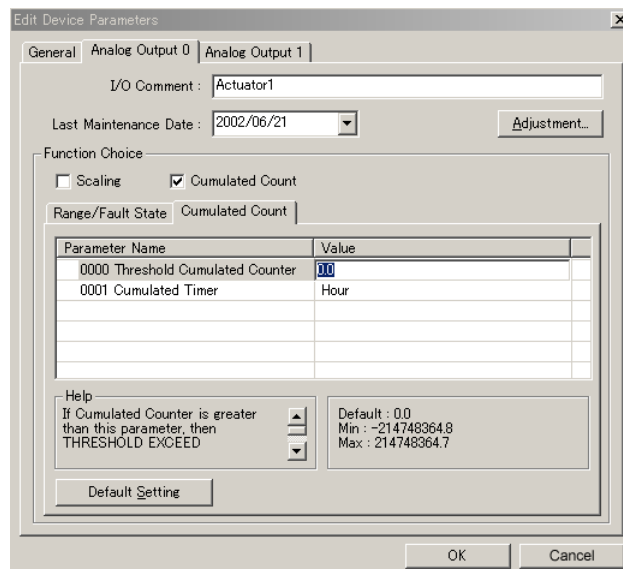 Edit Device Parameters
General
Analog Output 0
Analog Output 1
I/O Comment :
Actuator1
Last Maintenance Date :
2002/06/21
Adjustment...
Function Choice
Scaling
Cumulated Count
Range/Fault State
Cumulated Count
Parameter Name
Value
0000 Threshold Cumulated Counter
0.0
0001 Cumulated Timer
Hour
Help
If Cumulated Counter is greater
than this parameter, then
THRESHOLD EXCEED
Default : 0.0
Min : -214748364.8
Max : 214748364.7
Default Setting
OK
Cancel